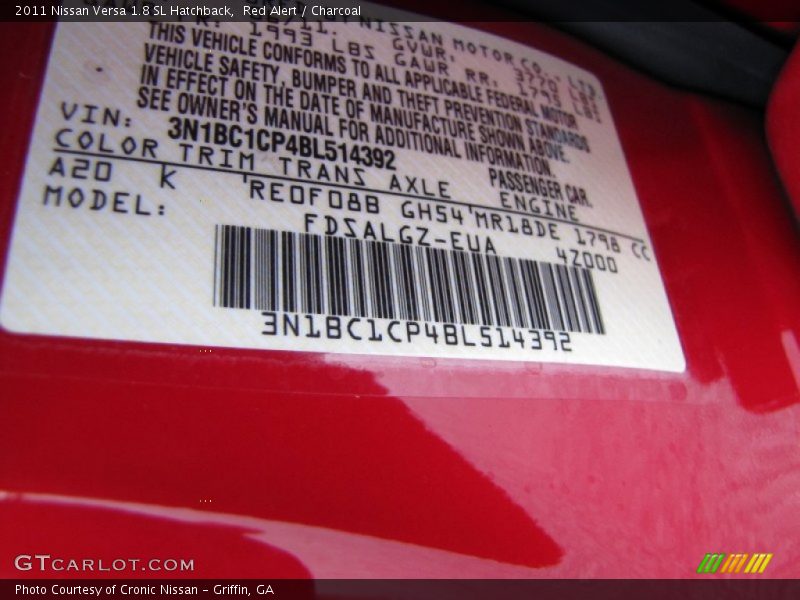 2011 Nissan Versa 1.8 SL Hatchback, Red Alert / Charcoal
NISSAN MOTOR CO., LTD
1993 LBS GAWR RR. 1795 LBS
THIS VEHICLE CONFORMS TO ALL APPLICABLE FEDERAL MOTOR
VEHICLE SAFETY, BUMPER AND THEFT PREVENTION STANDARDS
IN EFFECT ON THE DATE OF MANUFACTURE SHOWN ABOVE.
SEE OWNER'S MANUAL FOR ADDITIONAL INFORMATION.
VIN: 3N1BC1CP4BL514392 PASSENGER CAR.
COLOR TRIM TRANS AXLE ENGINE
A20 K RE0F08B GH54 MR18DE 1798 CC
MODEL: FDSALGZ-EUA 4Z000
3N1BC1CP4BL514392
GTCARLOT.COM
Photo Courtesy of Cronic Nissan – Griffin, GA